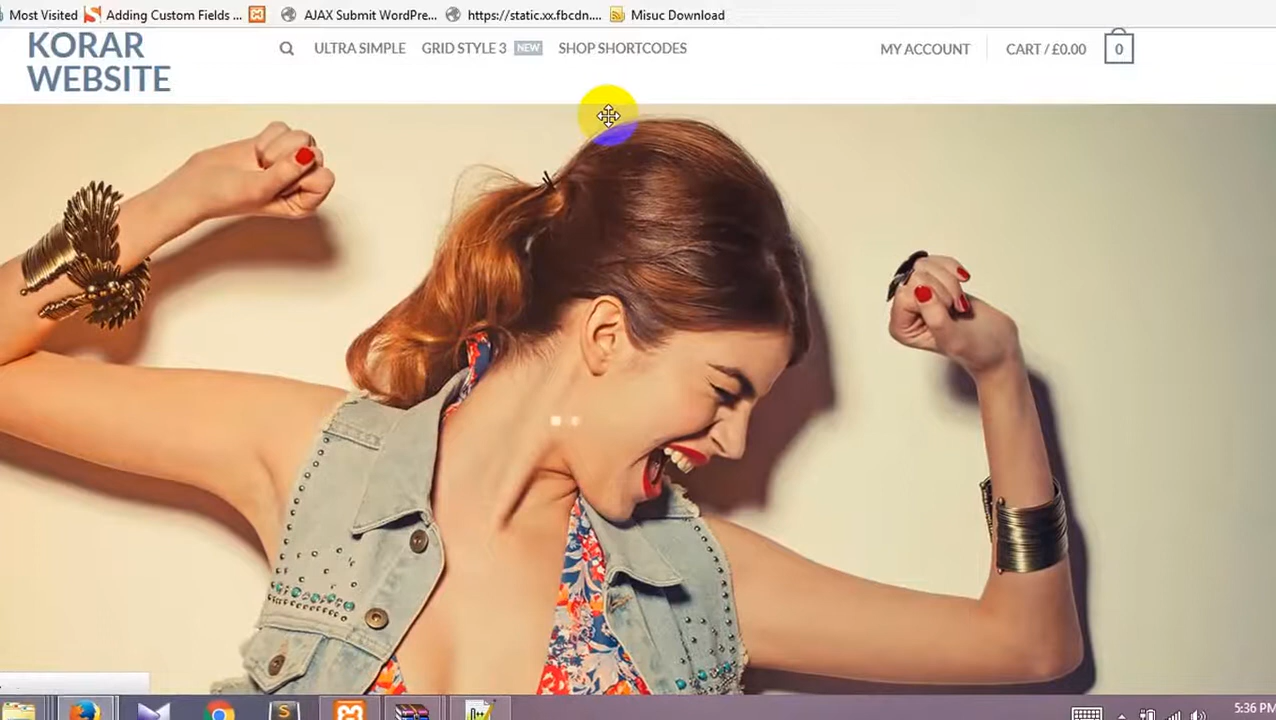 Most Visited Adding Custom Fields ... AJAX Submit WordPre... https://static.xx.fbcdn.... Misuc Download
KORAR
WEBSITE
ULTRA SIMPLE GRID STYLE 3 NEW SHOP SHORTCODES MY ACCOUNT CART / £0.00 0
5:36 PM